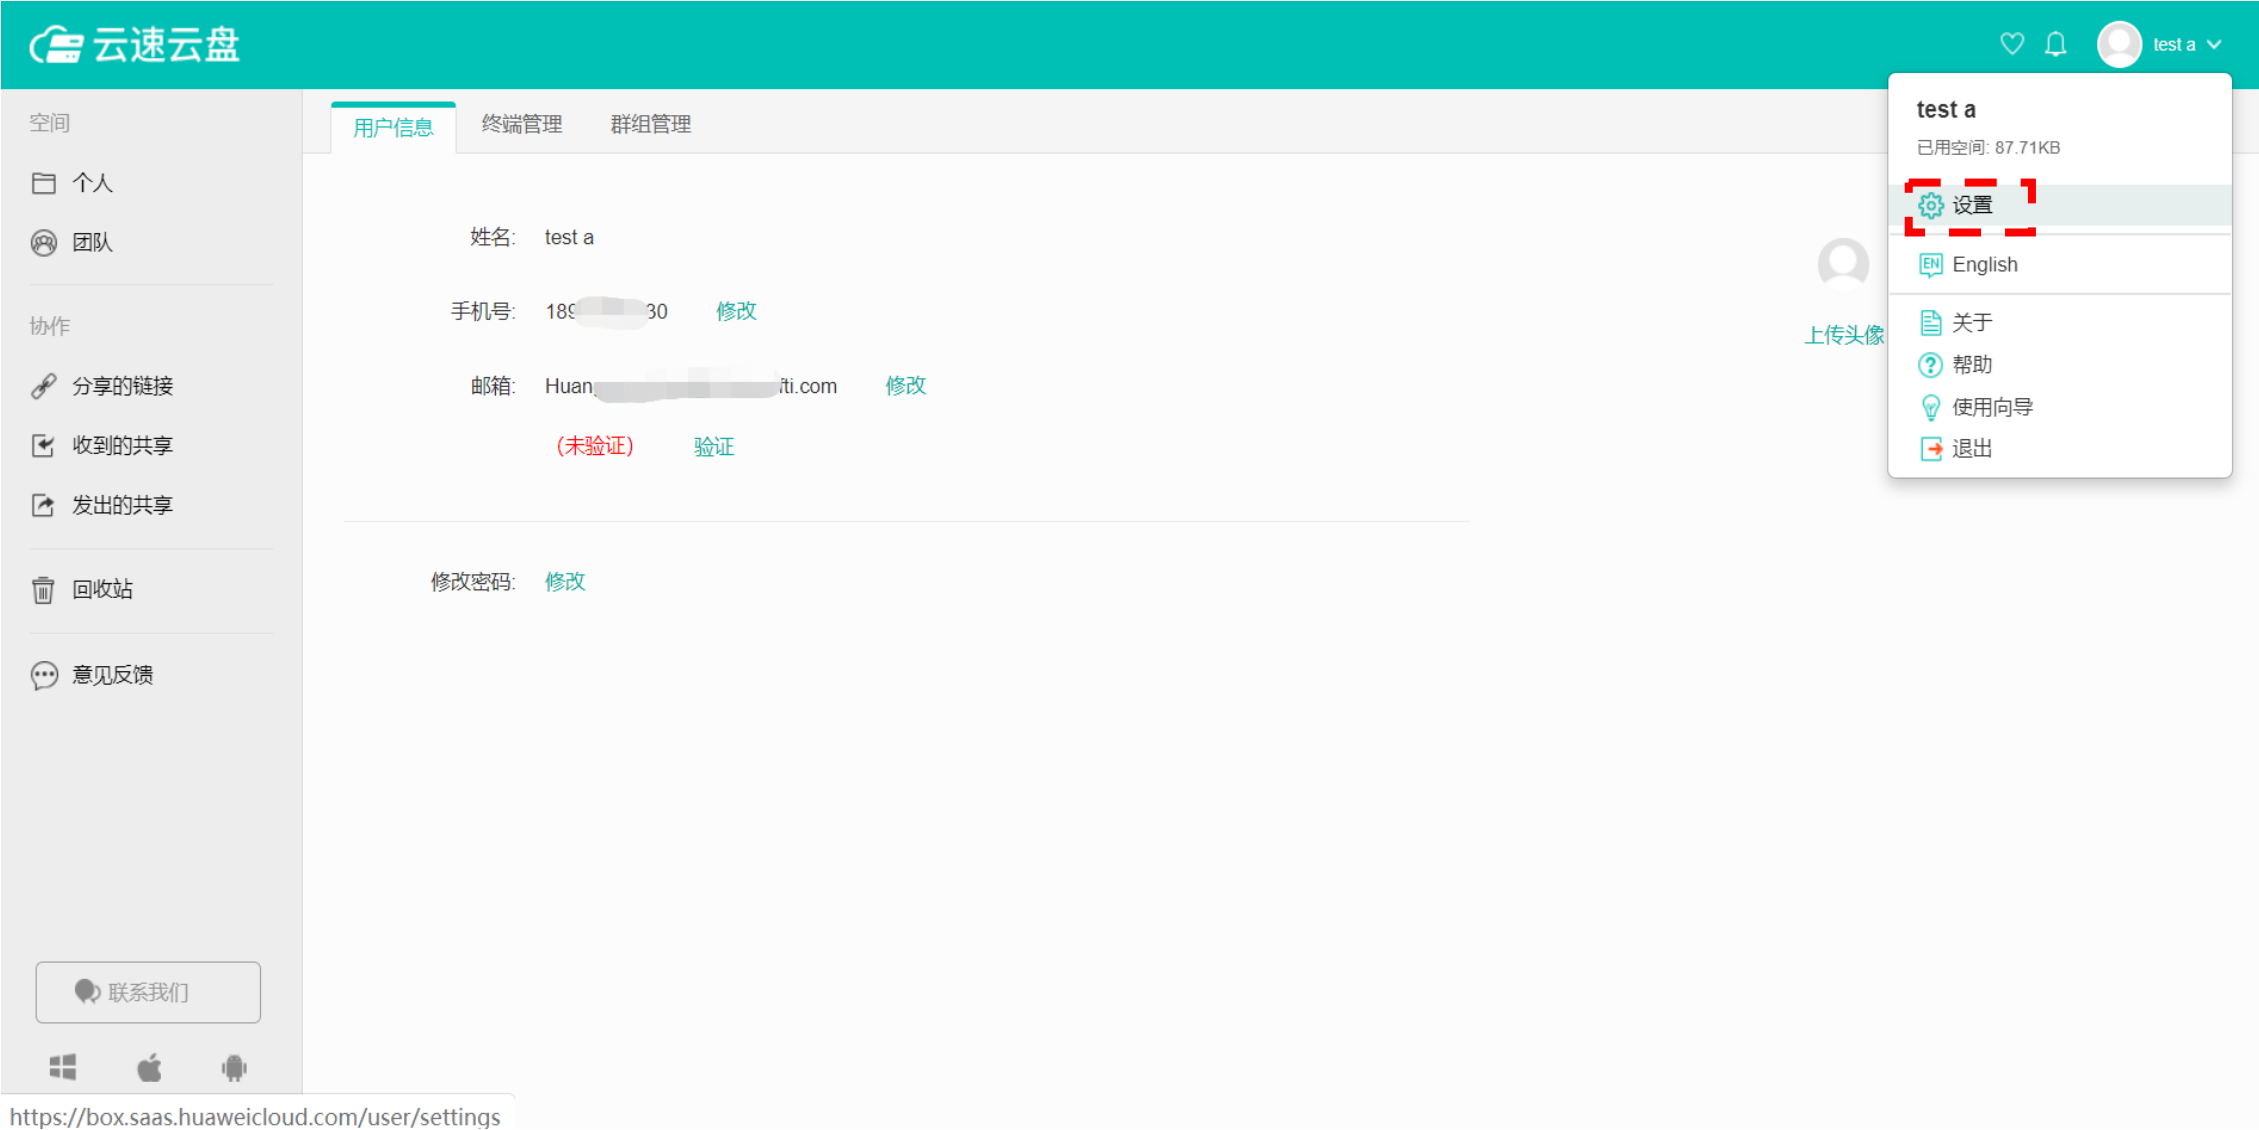 云速云盘
test a
空间
个人
团队
协作
分享的链接
收到的共享
发出的共享
回收站
意见反馈
联系我们
用户信息 终端管理 群组管理
姓名: test a
手机号: 189 30 修改
邮箱: Huan fti.com 修改
(未验证) 验证
修改密码: 修改
上传头像
test a
已用空间: 87.71KB
设置
EN English
关于
帮助
使用向导
退出
https://box.saas.huaweicloud.com/user/settings